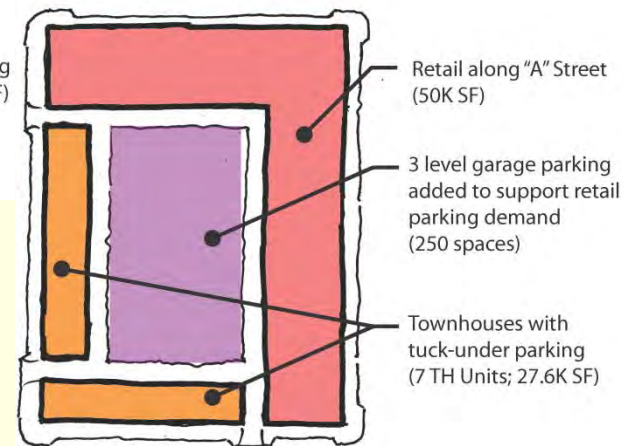 g
F)
Retail along "A" Street
(50K SF)
3 level garage parking
added to support retail
parking demand
(250 spaces)
Townhouses with
tuck-under parking
(7 TH Units; 27.6K SF)